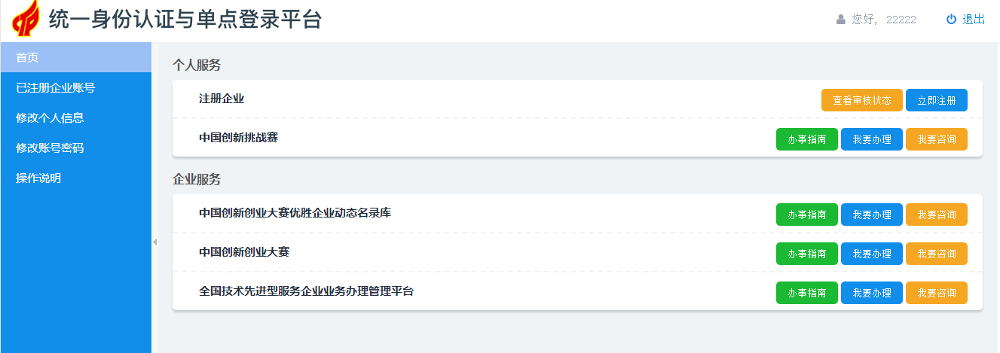 统一身份认证与单点登录平台
您好， 22222 退出
首页
已注册企业账号
修改个人信息
修改账号密码
操作说明
个人服务
注册企业 查看审核状态 立即注册
中国创新挑战赛 办事指南 我要办理 我要咨询
企业服务
中国创新创业大赛优胜企业动态名录库 办事指南 我要办理 我要咨询
中国创新创业大赛 办事指南 我要办理 我要咨询
全国技术先进型服务企业业务办理管理平台 办事指南 我要办理 我要咨询